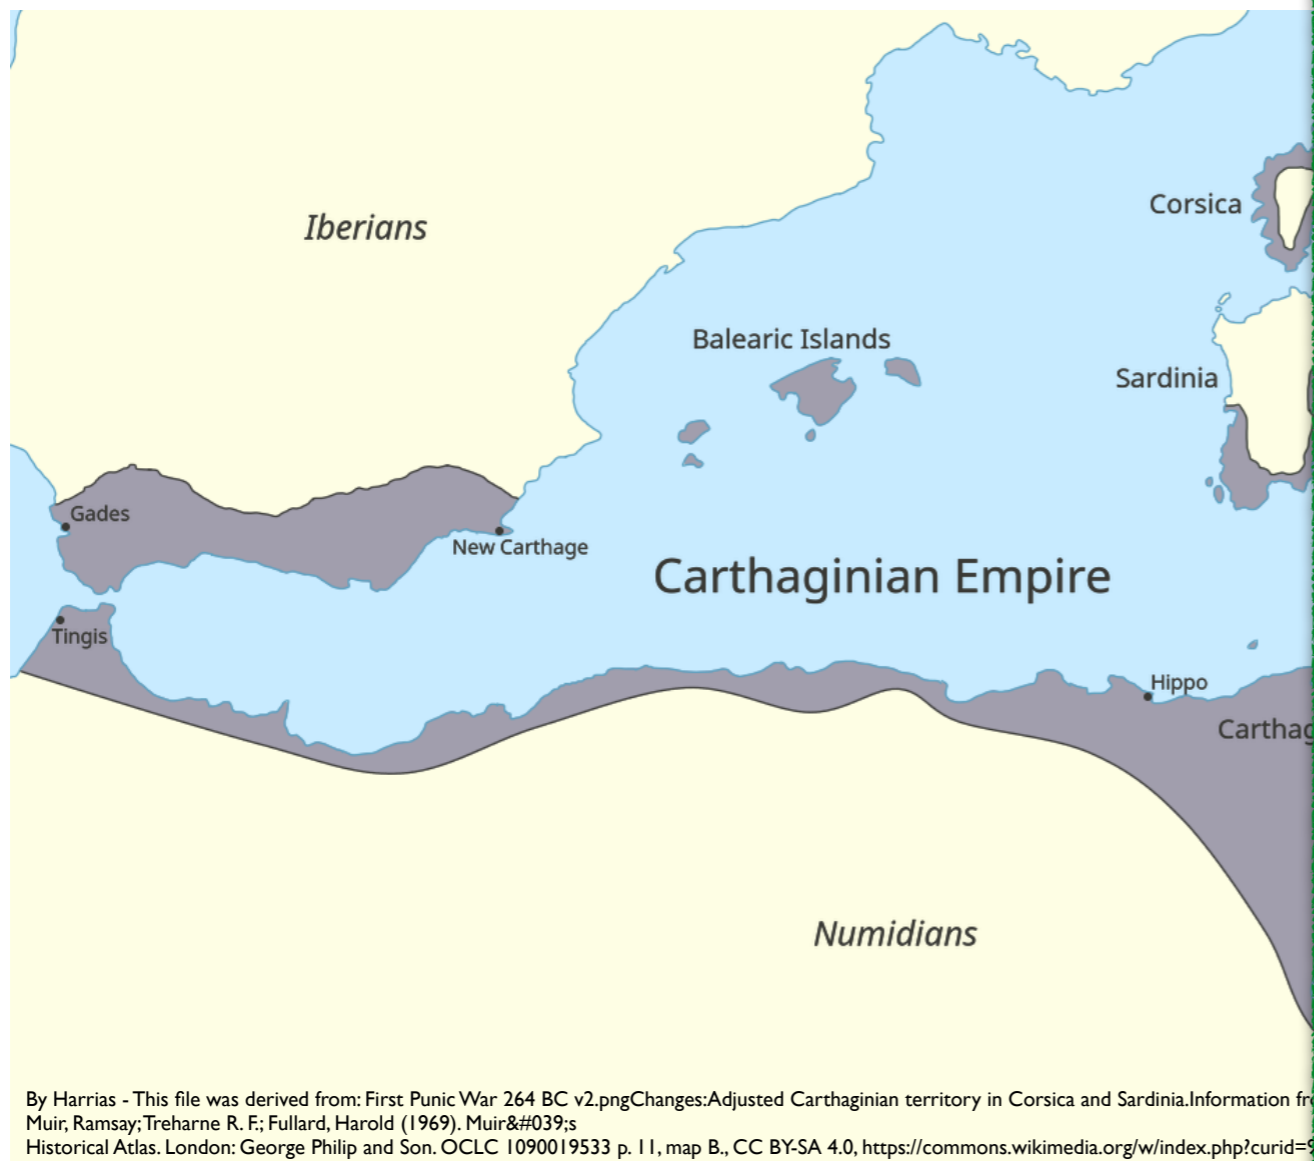 Corsica
Iberians
Balearic Islands
Sardinia
Gades
New Carthage
Carthaginian Empire
Tingis
Hippo
Carthag
Numidians
By Harrias - This file was derived from: First Punic War 264 BC v2.pngChanges:Adjusted Carthaginian territory in Corsica and Sardinia.Information fr
Muir, Ramsay; Treharne R. F.; Fullard, Harold (1969). Muir&#039;s
Historical Atlas. London: George Philip and Son. OCLC 1090019533 p. 11, map B., CC BY-SA 4.0, https://commons.wikimedia.org/w/index.php?curid=